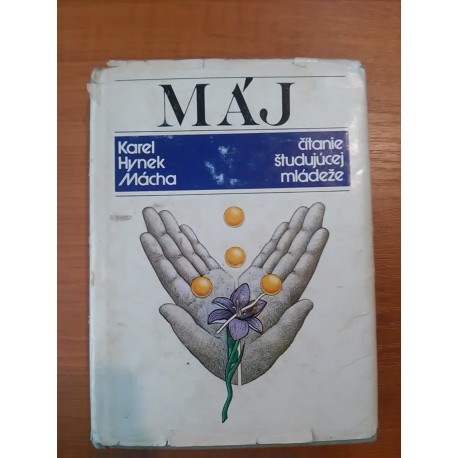 MÁJ
Karel
Hynek
Mácha
čítanie
študujúcej
mládeže